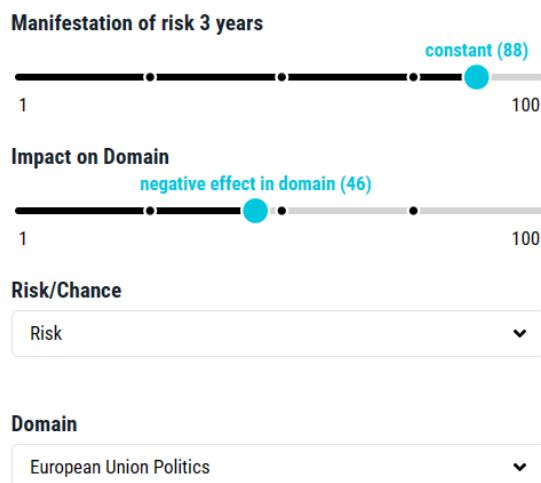 Manifestation of risk 3 years
constant (88)
1 100
Impact on Domain
negative effect in domain (46)
1 100
Risk/Chance
Risk
Domain
European Union Politics